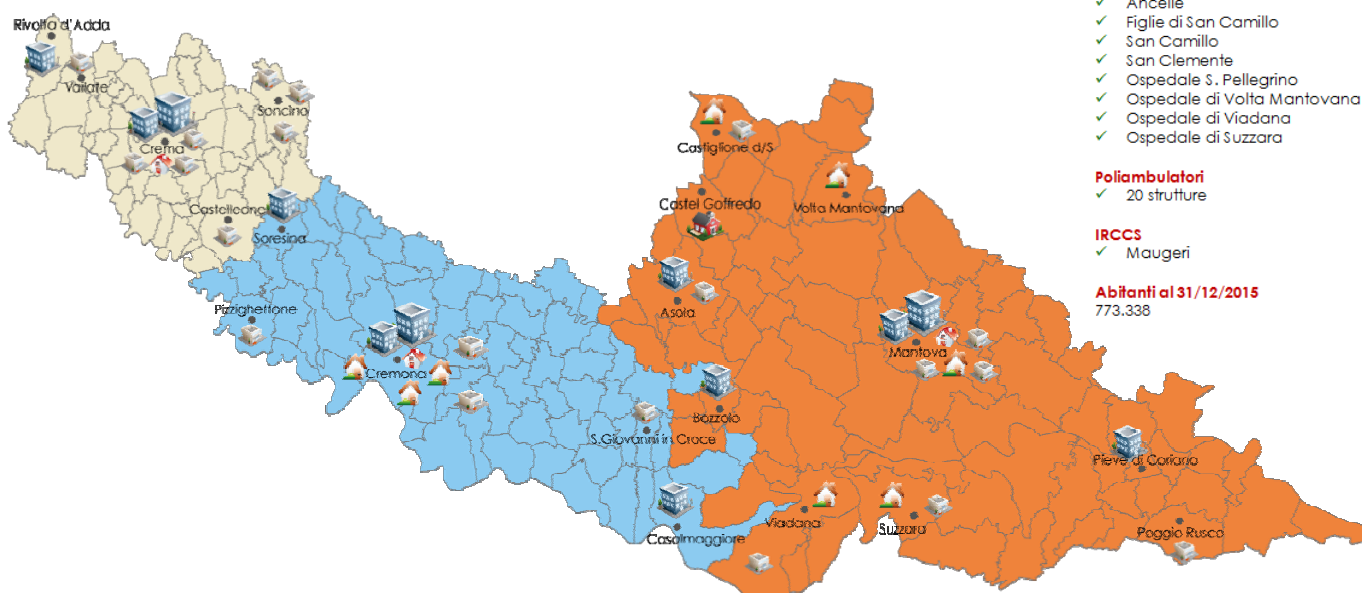 Ancelle
Figlie di San Camillo
San Camillo
San Clemente
Ospedale S. Pellegrino
Ospedale di Volta Mantovana
Ospedale di Viadana
Ospedale di Suzzara
Poliambulatori
20 strutture
IRCCS
Maugeri
Abitanti al 31/12/2015
773.338
Rivolta d'Adda
Vailate
Soncino
Crema
Castelleone
Soresina
Pizzighettone
Cremona
S.Giovanni in Croce
Casalmaggiore
Castiglione d/S
Castel Goffredo
Volta Mantovana
Asola
Mantova
Bozzolo
Viadana
Suzzara
Pieve di Coriano
Poggio Rusco